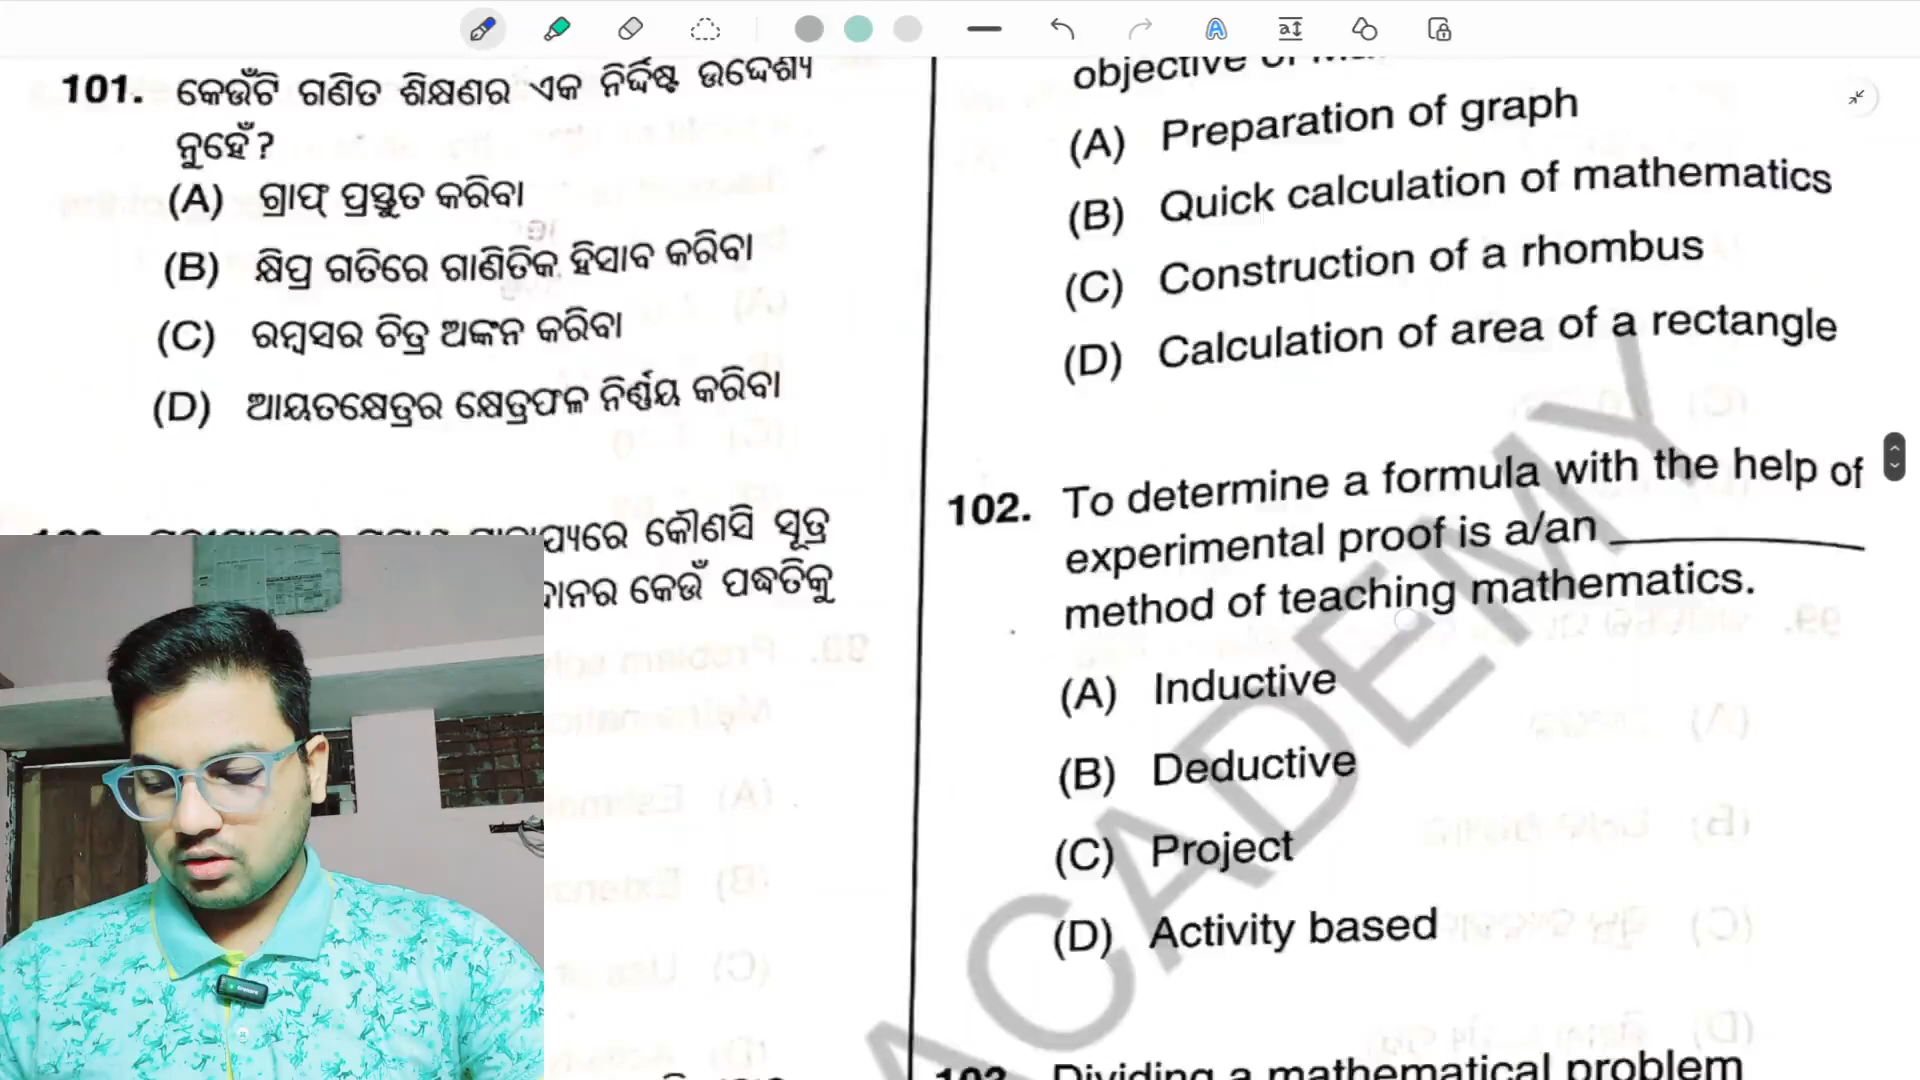 101. କେଉଁଟି ଗଣିତ ଶିକ୍ଷଣର ଏକ ନିର୍ଦ୍ଦିଷ୍ଟ ଉଦ୍ଦେଶ୍ୟ
ନୁହେଁ?
(A) ଗ୍ରାଫ୍ ପ୍ରସ୍ତୁତ କରିବା
(B) କ୍ଷିପ୍ର ଗତିରେ ଗାଣିତିକ ହିସାବ କରିବା
(C) ରମ୍ବସର ଚିତ୍ର ଅଙ୍କନ କରିବା
(D) ଆୟତକ୍ଷେତ୍ରର କ୍ଷେତ୍ରଫଳ ନିର୍ଣ୍ଣୟ କରିବା
କୌଣସି ସୂତ୍ର
କେଉଁ ପଦ୍ଧତିକୁ
objective
(A) Preparation of graph
(B) Quick calculation of mathematics
(C) Construction of a rhombus
(D) Calculation of area of a rectangle
102. To determine a formula with the help of
experimental proof is a/an ________
method of teaching mathematics.
(A) Inductive
(B) Deductive
(C) Project
(D) Activity based
103. Dividing a mathematical problem
ACADEMY